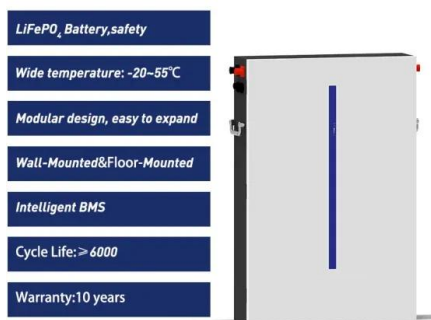 LiFePO₄ Battery,safety
Wide temperature: -20~55℃
Modular design, easy to expand
Wall-Mounted&Floor-Mounted
Intelligent BMS
Cycle Life:≥6000
Warranty:10 years